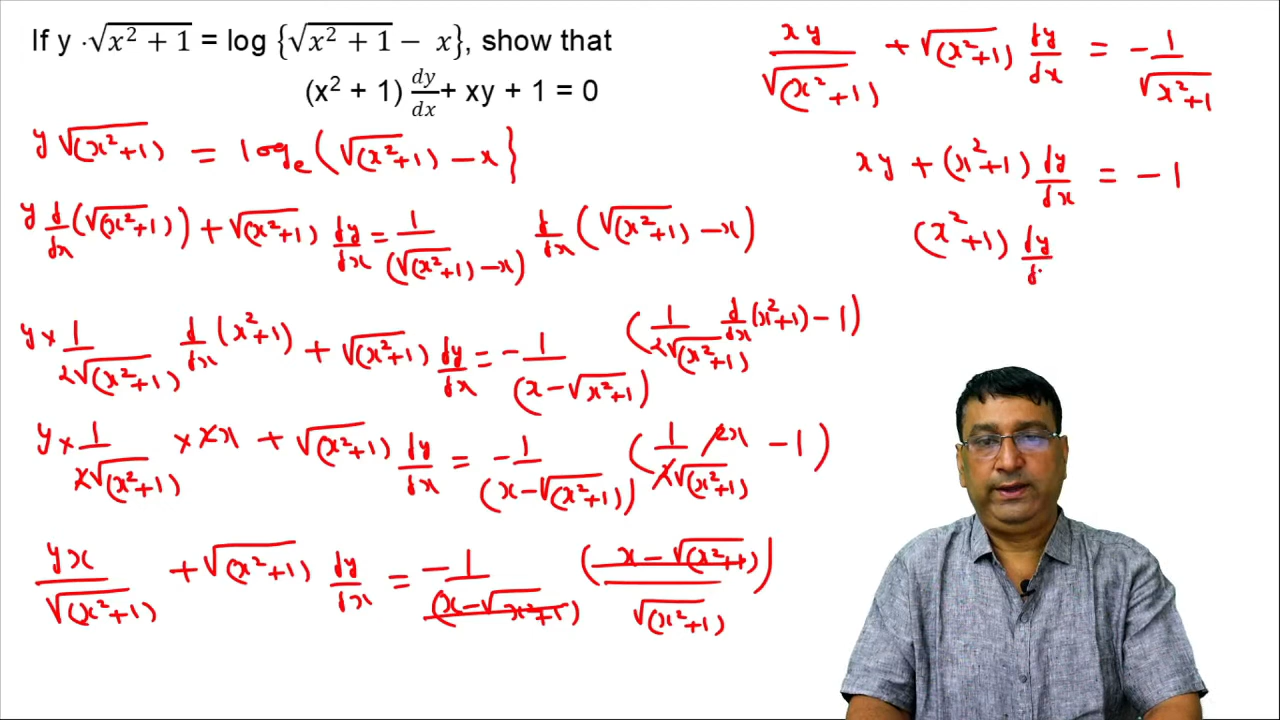 If y ·√(x² + 1) = log {√(x² + 1) − x}, show that
(x² + 1) dy/dx + xy + 1 = 0
y √(x²+1) = logₑ (√(x²+1) − x}
y d/dx (√(x²+1)) + √(x²+1) dy/dx = 1/(√(x²+1) − x) d/dx (√(x²+1) − x)
y × 1/2√(x²+1) d/dx (x²+1) + √(x²+1) dy/dx = − 1/(x − √x²+1) (1/2√(x²+1) d/dx (x²+1) − 1)
y × 1/2√(x²+1) × 2x + √(x²+1) dy/dx = − 1/(x − √(x²+1)) (1/2√(x²+1) 2x − 1)
yx/√(x²+1) + √(x²+1) dy/dx = − 1/(x − √x²+1) (x − √(x²+1)/√(x²+1))
xy/√(x²+1) + √(x²+1) dy/dx = − 1/√x²+1
xy + (x²+1) dy/dx = − 1
(x²+1) dy/d